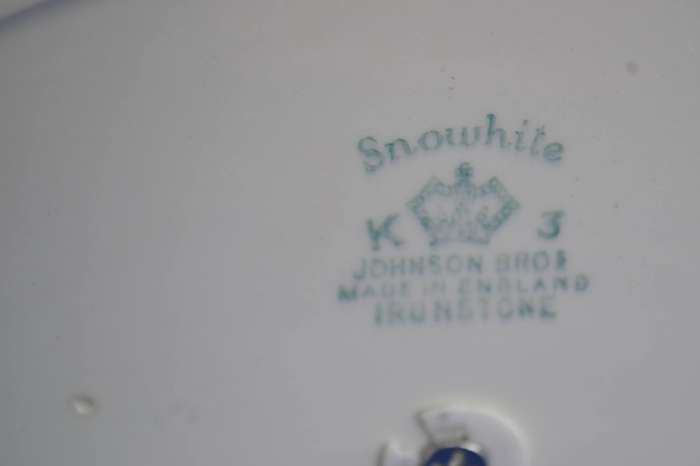 Snowhite
K 3
JOHNSON BROS
MADE IN ENGLAND
IRONSTONE